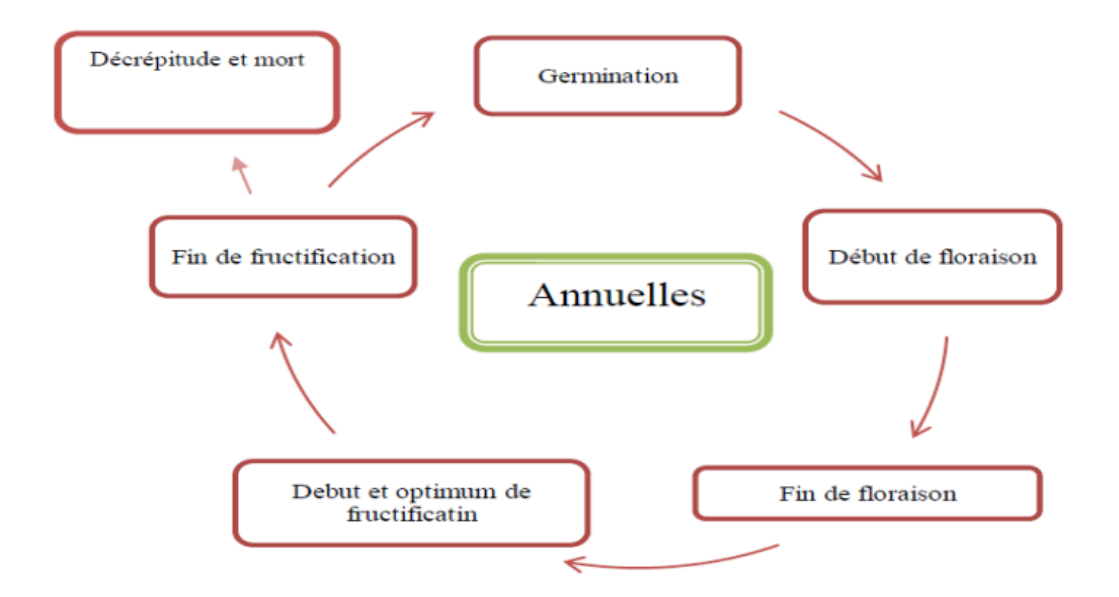 Décrépitude et mort
Germination
Fin de fructification
Début de floraison
Annuelles
Debut et optimum de
fructificatin
Fin de floraison